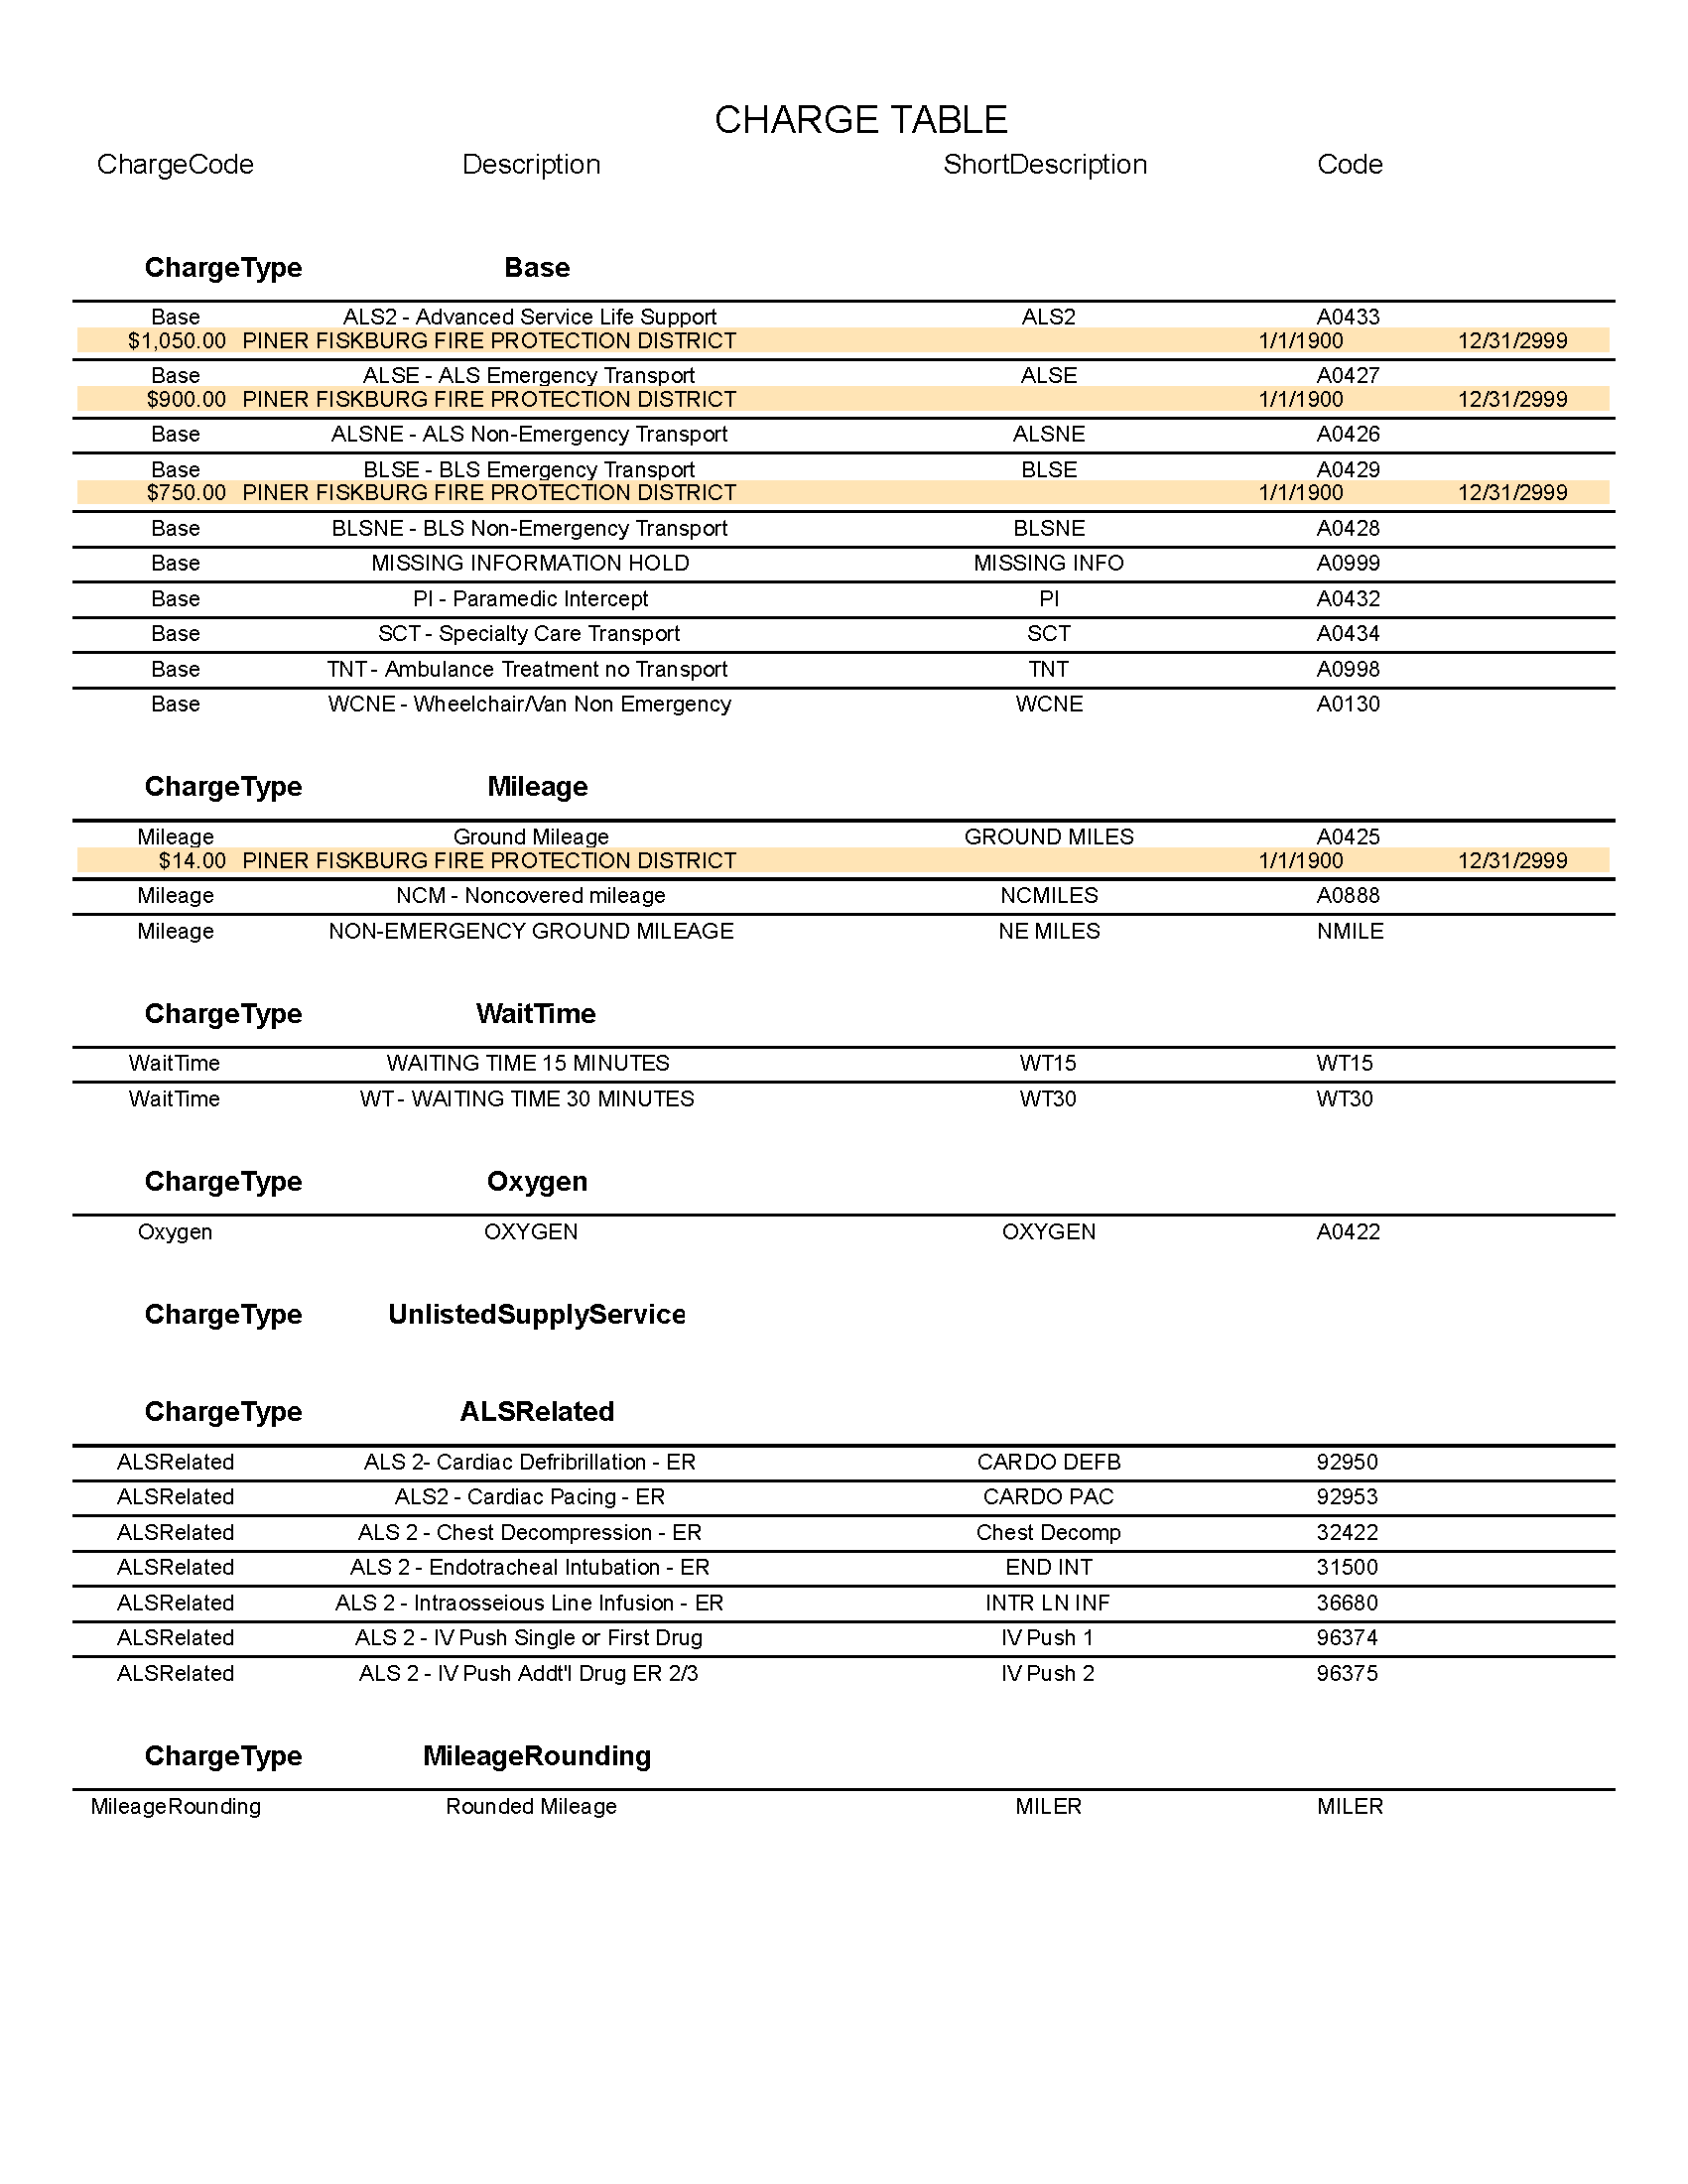 CHARGE TABLE
ChargeCode Description ShortDescription Code
ChargeType Base
Base ALS2 - Advanced Service Life Support ALS2 A0433
$1,050.00 PINER FISKBURG FIRE PROTECTION DISTRICT 1/1/1900 12/31/2999
Base ALSE - ALS Emergency Transport ALSE A0427
$900.00 PINER FISKBURG FIRE PROTECTION DISTRICT 1/1/1900 12/31/2999
Base ALSNE - ALS Non-Emergency Transport ALSNE A0426
Base BLSE - BLS Emergency Transport BLSE A0429
$750.00 PINER FISKBURG FIRE PROTECTION DISTRICT 1/1/1900 12/31/2999
Base BLSNE - BLS Non-Emergency Transport BLSNE A0428
Base MISSING INFORMATION HOLD MISSING INFO A0999
Base PI - Paramedic Intercept PI A0432
Base SCT - Specialty Care Transport SCT A0434
Base TNT - Ambulance Treatment no Transport TNT A0998
Base WCNE - Wheelchair/Van Non Emergency WCNE A0130
ChargeType Mileage
Mileage Ground Mileage GROUND MILES A0425
$14.00 PINER FISKBURG FIRE PROTECTION DISTRICT 1/1/1900 12/31/2999
Mileage NCM - Noncovered mileage NCMILES A0888
Mileage NON-EMERGENCY GROUND MILEAGE NE MILES NMILE
ChargeType WaitTime
WaitTime WAITING TIME 15 MINUTES WT15 WT15
WaitTime WT - WAITING TIME 30 MINUTES WT30 WT30
ChargeType Oxygen
Oxygen OXYGEN OXYGEN A0422
ChargeType UnlistedSupplyService
ChargeType ALSRelated
ALSRelated ALS 2- Cardiac Defribrillation - ER CARDO DEFB 92950
ALSRelated ALS2 - Cardiac Pacing - ER CARDO PAC 92953
ALSRelated ALS 2 - Chest Decompression - ER Chest Decomp 32422
ALSRelated ALS 2 - Endotracheal Intubation - ER END INT 31500
ALSRelated ALS 2 - Intraosseious Line Infusion - ER INTR LN INF 36680
ALSRelated ALS 2 - IV Push Single or First Drug IV Push 1 96374
ALSRelated ALS 2 - IV Push Addt'l Drug ER 2/3 IV Push 2 96375
ChargeType MileageRounding
MileageRounding Rounded Mileage MILER MILER